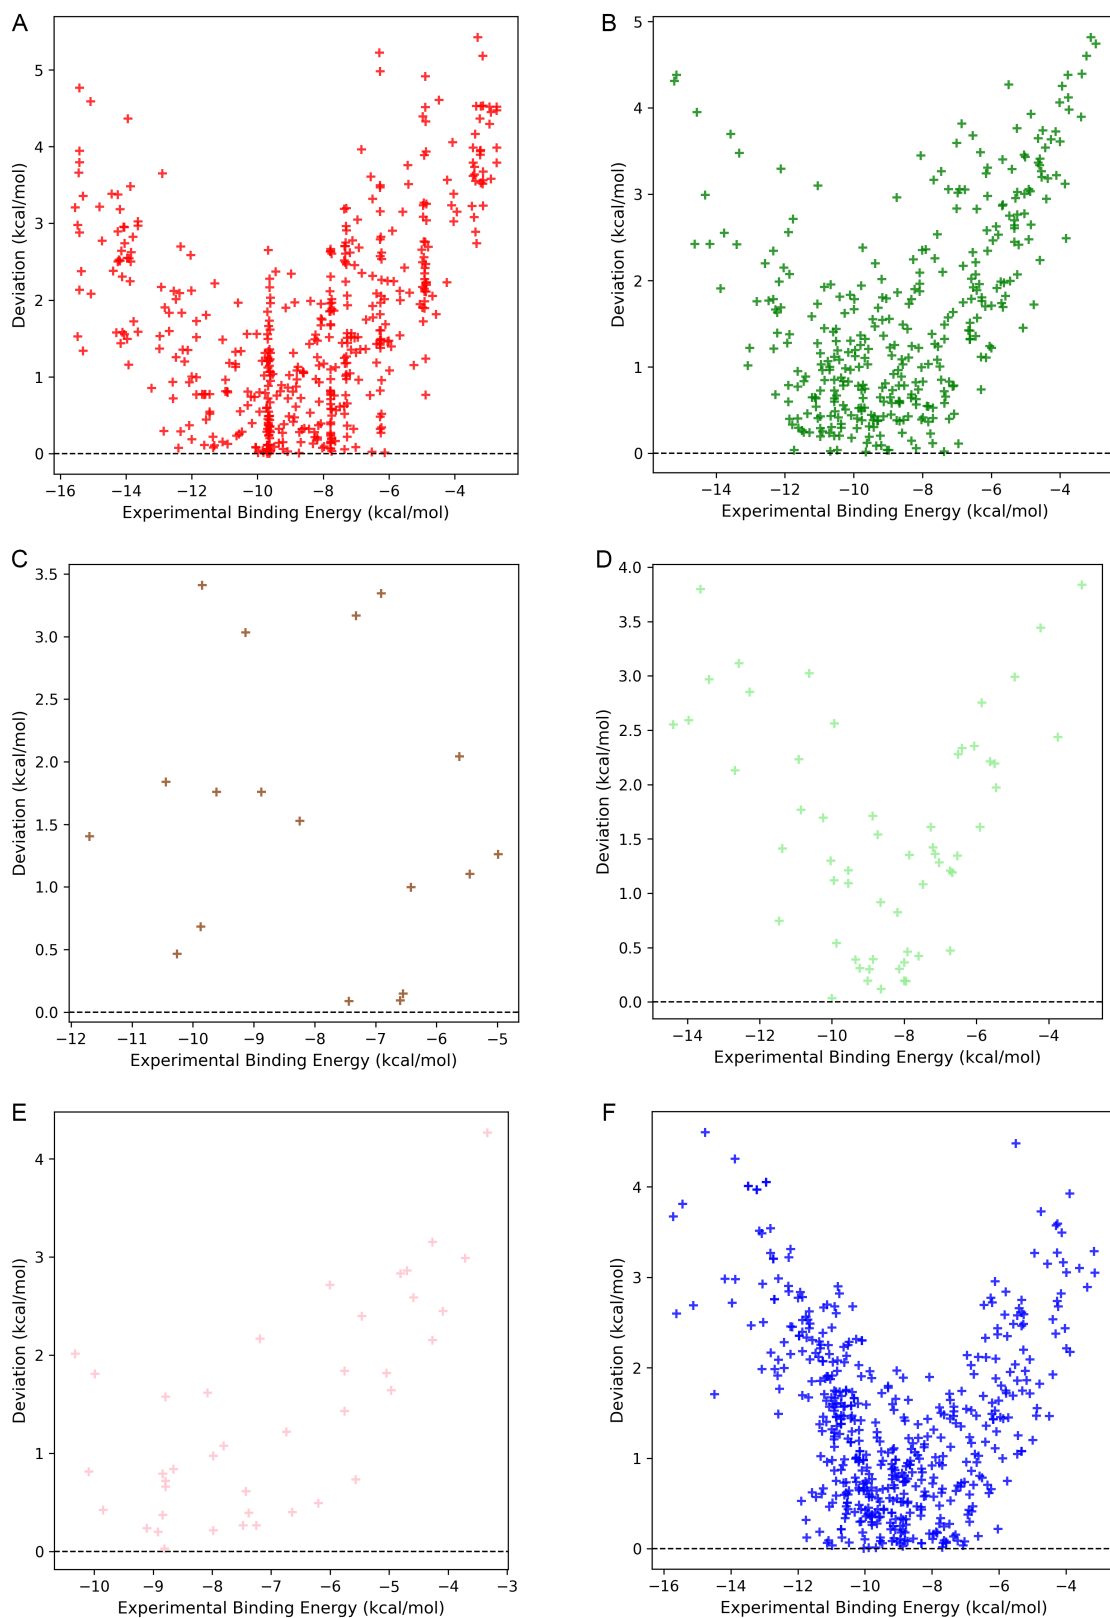 A
Deviation (kcal/mol)
5
4
3
2
1
0
−16 −14 −12 −10 −8 −6 −4
Experimental Binding Energy (kcal/mol)
B
Deviation (kcal/mol)
5
4
3
2
1
0
−14 −12 −10 −8 −6 −4
Experimental Binding Energy (kcal/mol)
C
Deviation (kcal/mol)
3.5
3.0
2.5
2.0
1.5
1.0
0.5
0.0
−12 −11 −10 −9 −8 −7 −6 −5
Experimental Binding Energy (kcal/mol)
D
Deviation (kcal/mol)
4.0
3.5
3.0
2.5
2.0
1.5
1.0
0.5
0.0
−14 −12 −10 −8 −6 −4
Experimental Binding Energy (kcal/mol)
E
Deviation (kcal/mol)
4
3
2
1
0
−10 −9 −8 −7 −6 −5 −4 −3
Experimental Binding Energy (kcal/mol)
F
Deviation (kcal/mol)
4
3
2
1
0
−16 −14 −12 −10 −8 −6 −4
Experimental Binding Energy (kcal/mol)